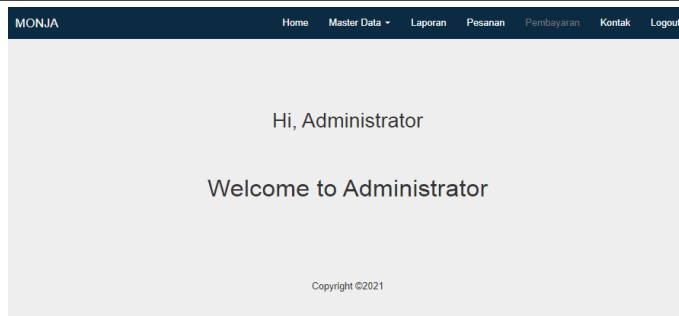 MONJA Home Master Data Laporan Pesanan Pembayaran Kontak Logout
Hi, Administrator
Welcome to Administrator
Copyright ©2021